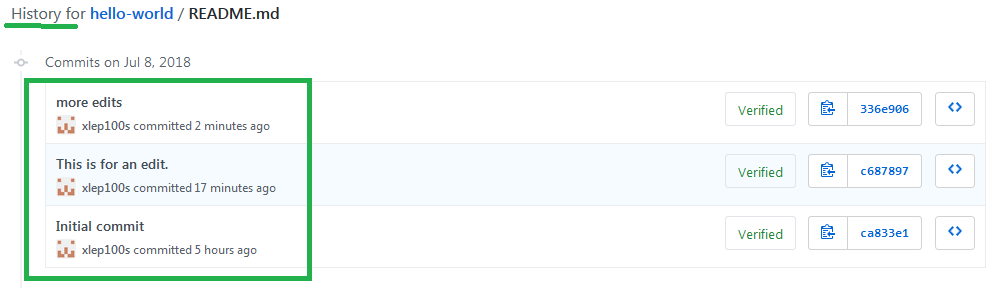 History for hello-world / README.md
Commits on Jul 8, 2018
more edits
xlep100s committed 2 minutes ago
Verified
336e906
This is for an edit.
xlep100s committed 17 minutes ago
Verified
c687897
Initial commit
xlep100s committed 5 hours ago
Verified
ca833e1